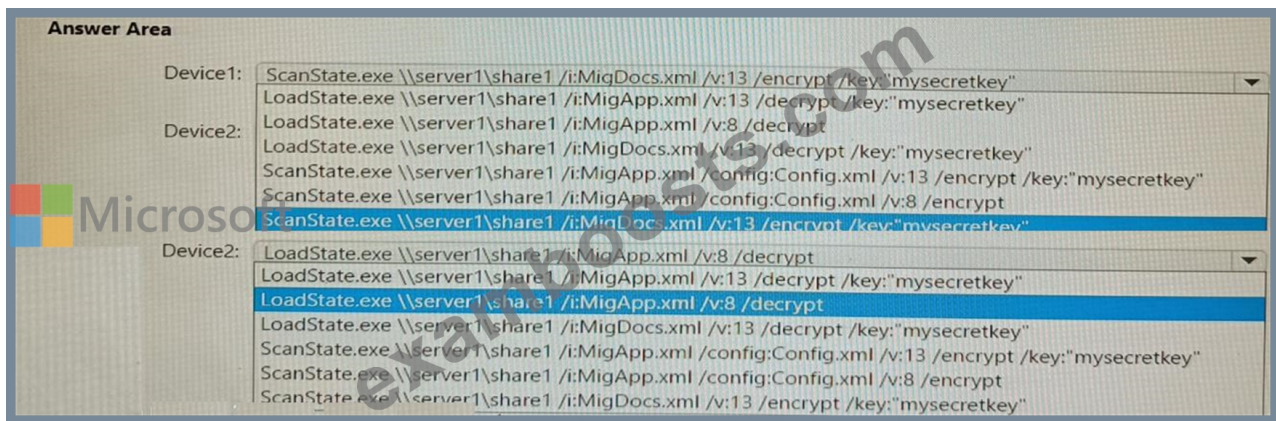 Answer Area
Device1: ScanState.exe \\server1\share1 /i:MigDocs.xml /v:13 /encrypt /key:"mysecretkey"
LoadState.exe \\server1\share1 /i:MigApp.xml /v:13 /decrypt /key:"mysecretkey"
LoadState.exe \\server1\share1 /i:MigApp.xml /v:8 /decrypt
Device2:
LoadState.exe \\server1\share1 /i:MigDocs.xml /v:13 /decrypt /key:"mysecretkey"
ScanState.exe \\server1\share1 /i:MigApp.xml /config:Config.xml /v:13 /encrypt /key:"mysecretkey"
ScanState.exe \\server1\share1 /i:MigApp.xml /config:Config.xml /v:8 /encrypt
ScanState.exe \\server1\share1 /i:MigDocs.xml /v:13 /encrypt /key:"mysecretkey"
Microsoft
Device2: LoadState.exe \\server1\share1 /i:MigApp.xml /v:8 /decrypt
LoadState.exe \\server1\share1 /i:MigApp.xml /v:13 /decrypt /key:"mysecretkey"
LoadState.exe \\server1\share1 /i:MigApp.xml /v:8 /decrypt
LoadState.exe \\server1\share1 /i:MigDocs.xml /v:13 /decrypt /key:"mysecretkey"
ScanState.exe \\server1\share1 /i:MigApp.xml /config:Config.xml /v:13 /encrypt /key:"mysecretkey"
ScanState.exe \\server1\share1 /i:MigApp.xml /config:Config.xml /v:8 /encrypt
ScanState.exe \\server1\share1 /i:MigDocs.xml /v:13 /encrypt /key:"mysecretkey"
examboosts.com